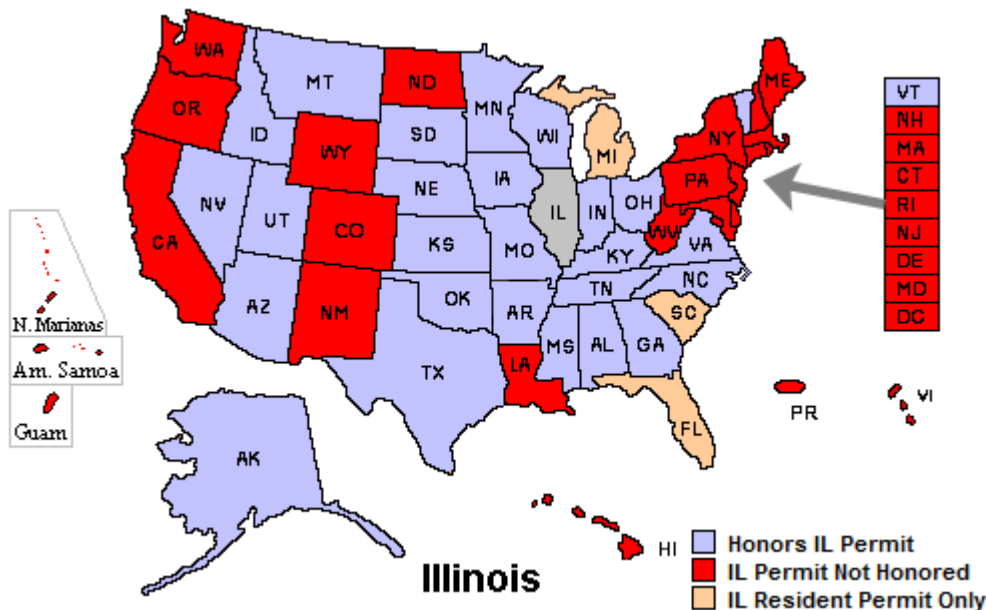 WA
MT
ND
MN
ME
VT
OR
ID
SD
WI
NY
NH
WY
MI
MA
NE
IA
PA
CT
NV
UT
IL
IN
OH
RI
CA
CO
KS
MO
WV
VA
NJ
KY
DE
AZ
NM
OK
AR
TN
NC
MD
SC
DC
N. Marianas
MS
AL
GA
Am. Samoa
TX
LA
PR
VI
Guam
FL
AK
HI
Honors IL Permit
Illinois
IL Permit Not Honored
IL Resident Permit Only